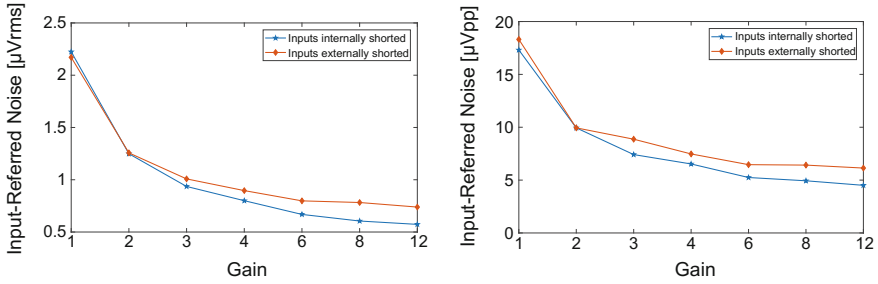 Input-Referred Noise [μVrms]
2.5
2
1.5
1
0.5
1 2 3 4 6 8 12
Gain
Inputs internally shorted
Inputs externally shorted
Input-Referred Noise [μVpp]
20
15
10
5
0
1 2 3 4 6 8 12
Gain
Inputs internally shorted
Inputs externally shorted